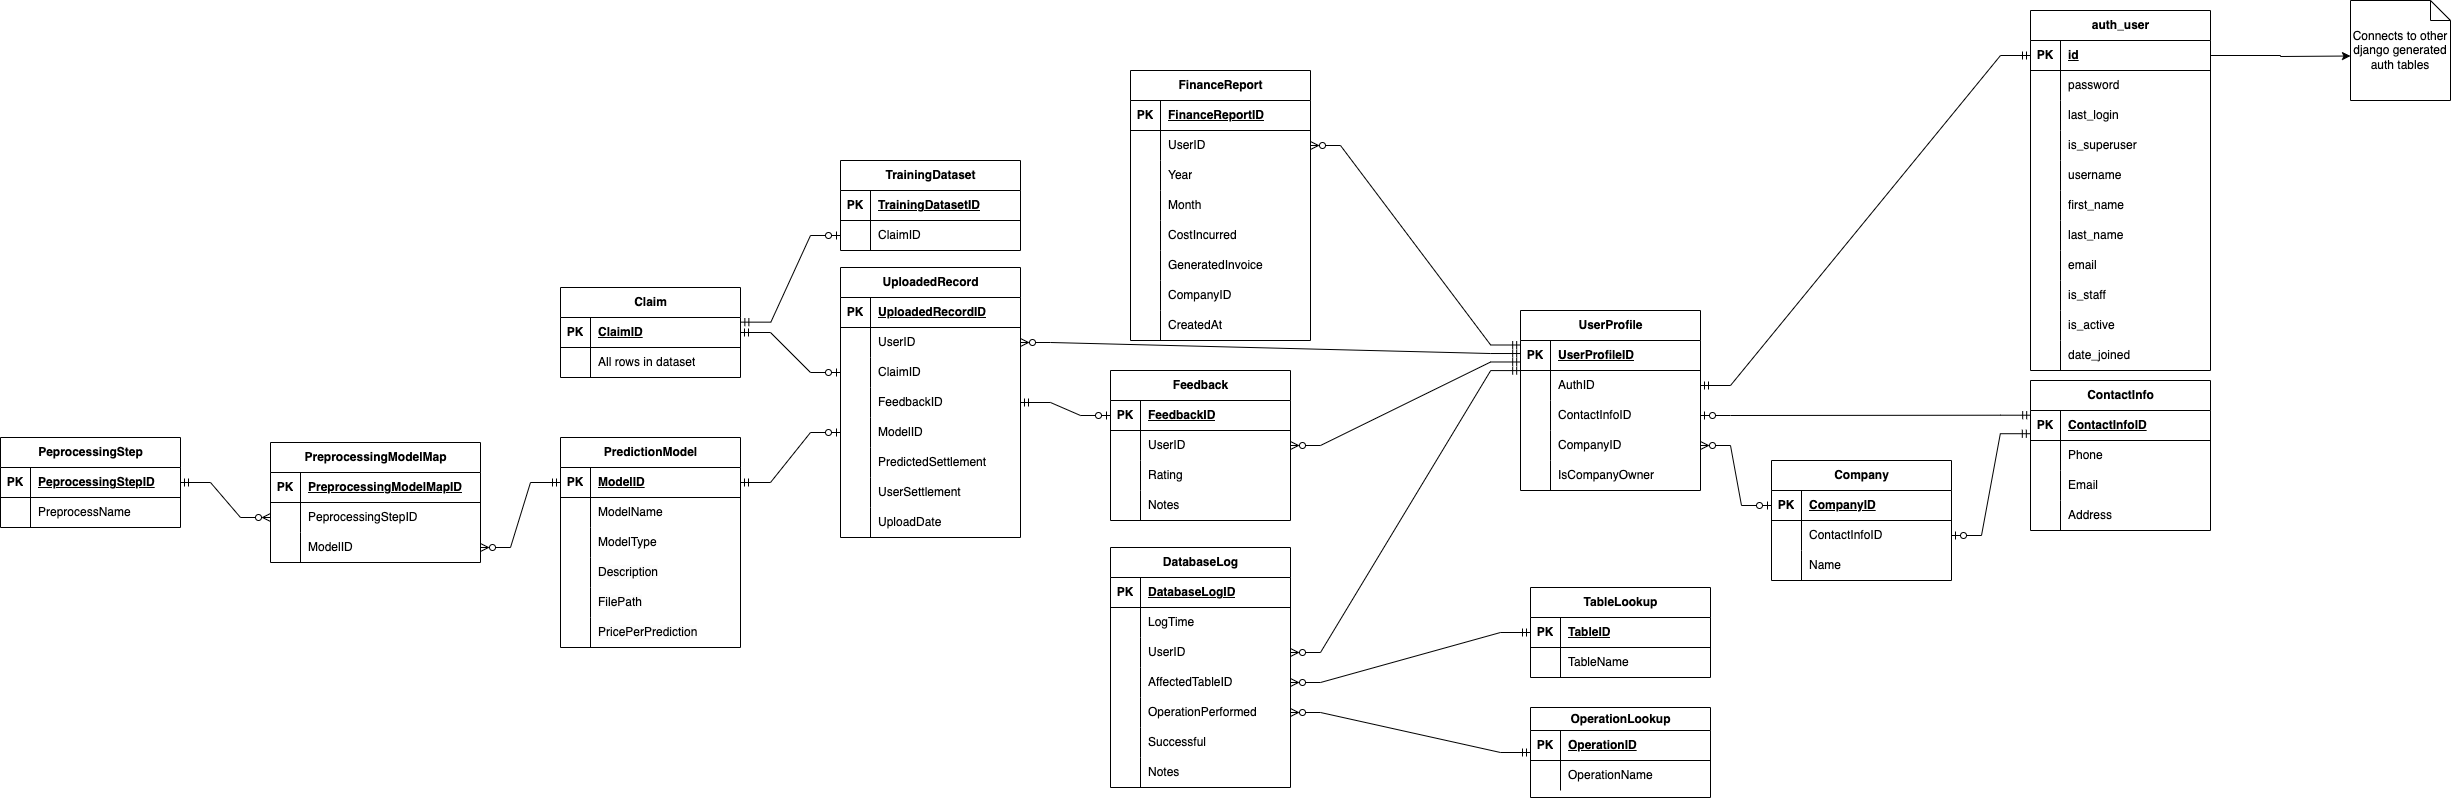 PeprocessingStep
PK PeprocessingStepID
PreprocessName
PreprocessingModelMap
PK PreprocessingModelMapID
PeprocessingStepID
ModelID
Claim
PK ClaimID
All rows in dataset
PredictionModel
PK ModelID
ModelName
ModelType
Description
FilePath
PricePerPrediction
TrainingDataset
PK TrainingDatasetID
ClaimID
UploadedRecord
PK UploadedRecordID
UserID
ClaimID
FeedbackID
ModelID
PredictedSettlement
UserSettlement
UploadDate
FinanceReport
PK FinanceReportID
UserID
Year
Month
CostIncurred
GeneratedInvoice
CompanyID
CreatedAt
Feedback
PK FeedbackID
UserID
Rating
Notes
DatabaseLog
PK DatabaseLogID
LogTime
UserID
AffectedTableID
OperationPerformed
Successful
Notes
UserProfile
PK UserProfileID
AuthID
ContactInfoID
CompanyID
IsCompanyOwner
TableLookup
PK TableID
TableName
OperationLookup
PK OperationID
OperationName
Company
PK CompanyID
ContactInfoID
Name
auth_user
PK id
password
last_login
is_superuser
username
first_name
last_name
email
is_staff
is_active
date_joined
ContactInfo
PK ContactInfoID
Phone
Email
Address
Connects to other
django generated
auth tables